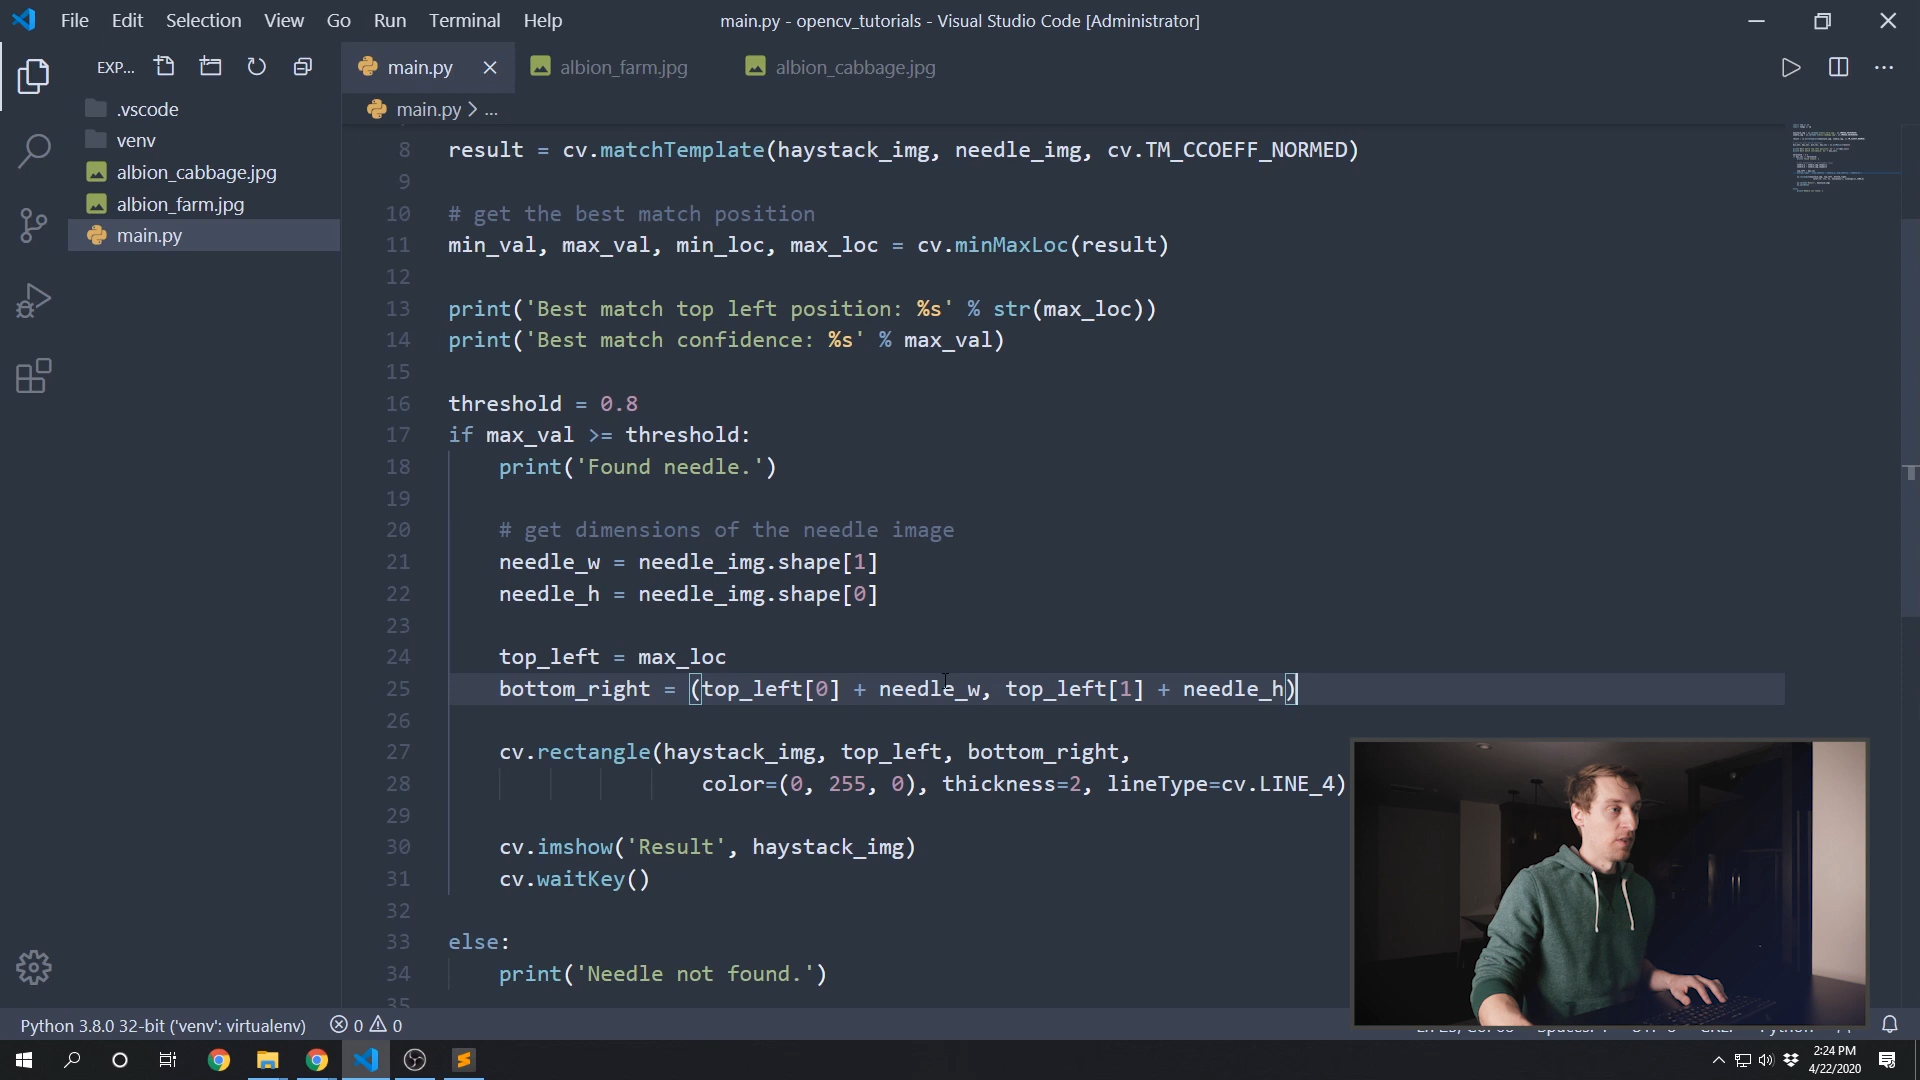 File Edit Selection View Go Run Terminal Help
main.py - opencv_tutorials - Visual Studio Code [Administrator]
EXP...
main.py
albion_farm.jpg
albion_cabbage.jpg
main.py > ...
.vscode
venv
albion_cabbage.jpg
albion_farm.jpg
main.py
8 result = cv.matchTemplate(haystack_img, needle_img, cv.TM_CCOEFF_NORMED)
9
10 # get the best match position
11 min_val, max_val, min_loc, max_loc = cv.minMaxLoc(result)
12
13 print('Best match top left position: %s' % str(max_loc))
14 print('Best match confidence: %s' % max_val)
15
16 threshold = 0.8
17 if max_val >= threshold:
18 print('Found needle.')
19
20 # get dimensions of the needle image
21 needle_w = needle_img.shape[1]
22 needle_h = needle_img.shape[0]
23
24 top_left = max_loc
25 bottom_right = (top_left[0] + needle_w, top_left[1] + needle_h)
26
27 cv.rectangle(haystack_img, top_left, bottom_right,
28 color=(0, 255, 0), thickness=2, lineType=cv.LINE_4)
29
30 cv.imshow('Result', haystack_img)
31 cv.waitKey()
32
33 else:
34 print('Needle not found.')
35
Python 3.8.0 32-bit ('venv': virtualenv) 0 0
2:24 PM
4/22/2020